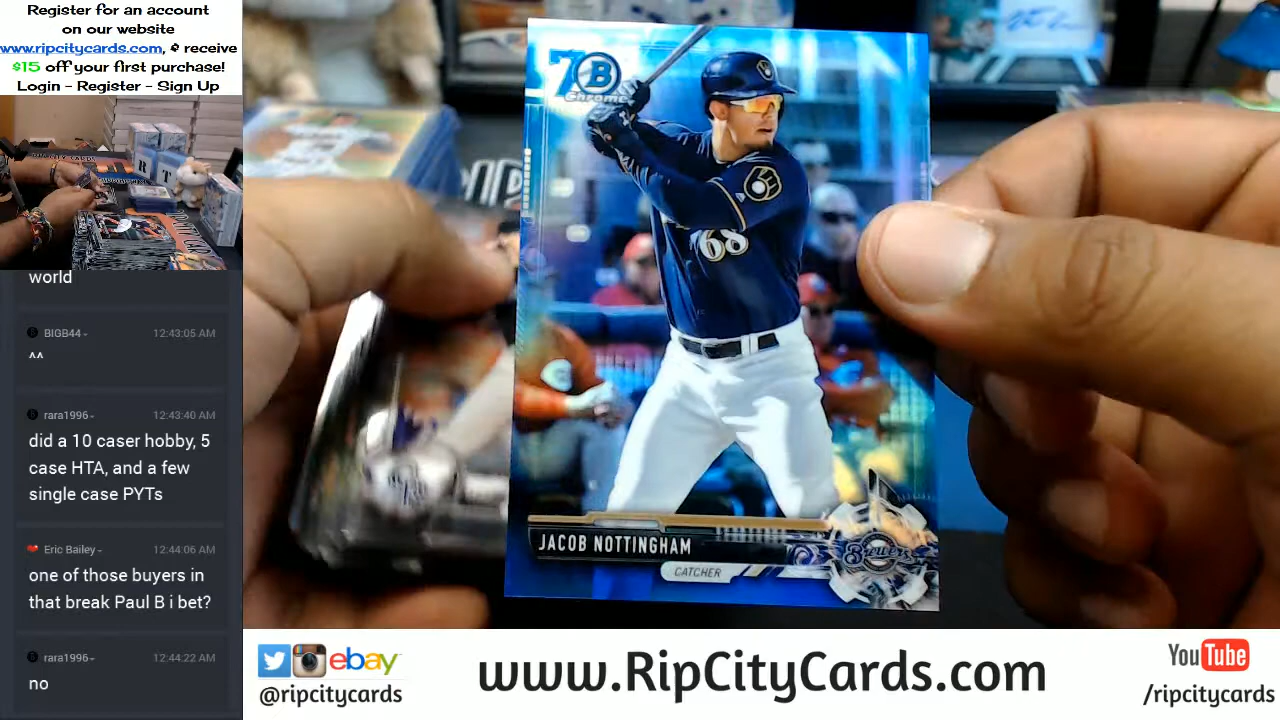 Register for an account
on our website
www.ripcitycards.com, & receive
$15 off your first purchase!
Login - Register - Sign Up
R T
world
BIGB44
12:43:05 AM
^^
rara1996
12:43:40 AM
did a 10 caser hobby, 5
case HTA, and a few
single case PYTs
Eric Bailey
12:44:06 AM
one of those buyers in
that break Paul B i bet?
rara1996
12:44:22 AM
no
70 B
Chrome
M
68
JACOB NOTTINGHAM
CATCHER
Brewers
ebay
@ripcitycards
www.RipCityCards.com
YouTube
/ripcitycards